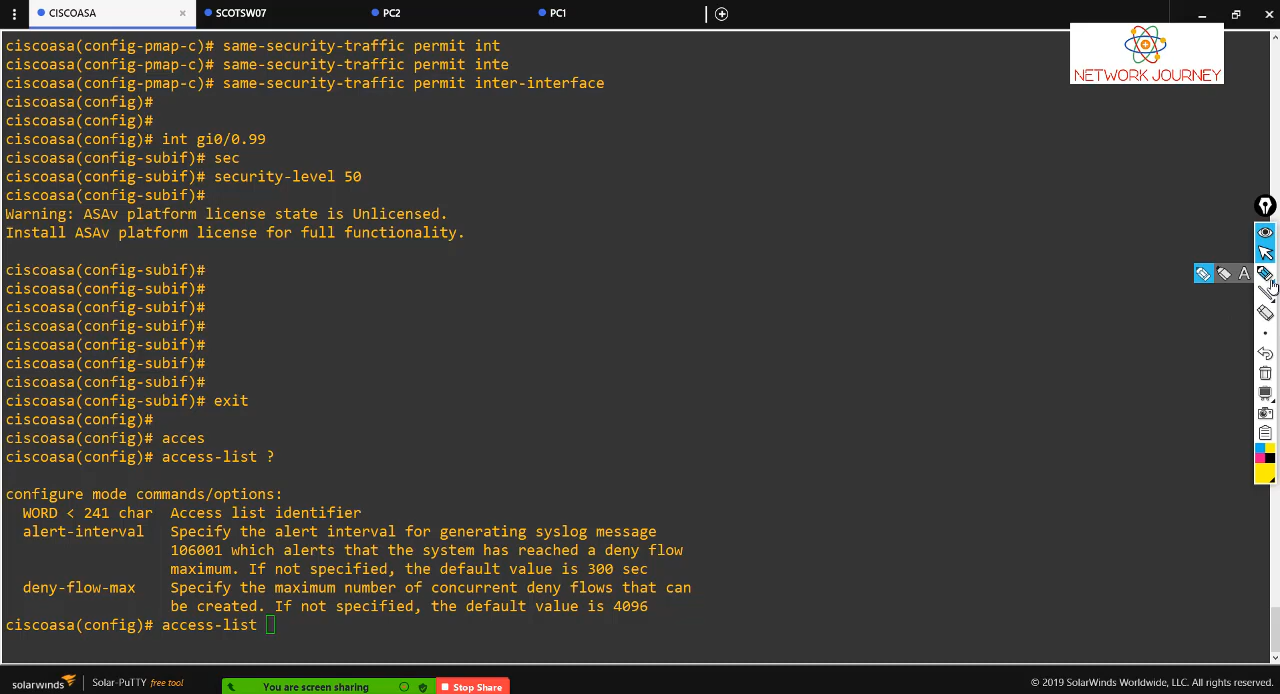 CISCOASA
SCOTSW07
PC2
PC1
ciscoasa(config-pmap-c)# same-security-traffic permit int
ciscoasa(config-pmap-c)# same-security-traffic permit inte
ciscoasa(config-pmap-c)# same-security-traffic permit inter-interface
ciscoasa(config)#
ciscoasa(config)#
ciscoasa(config)# int gi0/0.99
ciscoasa(config-subif)# sec
ciscoasa(config-subif)# security-level 50
ciscoasa(config-subif)#
Warning: ASAv platform license state is Unlicensed.
Install ASAv platform license for full functionality.
ciscoasa(config-subif)#
ciscoasa(config-subif)#
ciscoasa(config-subif)#
ciscoasa(config-subif)#
ciscoasa(config-subif)#
ciscoasa(config-subif)#
ciscoasa(config-subif)#
ciscoasa(config-subif)# exit
ciscoasa(config)#
ciscoasa(config)# acces
ciscoasa(config)# access-list ?
configure mode commands/options:
WORD < 241 char Access list identifier
alert-interval Specify the alert interval for generating syslog message
106001 which alerts that the system has reached a deny flow
maximum. If not specified, the default value is 300 sec
deny-flow-max Specify the maximum number of concurrent deny flows that can
be created. If not specified, the default value is 4096
ciscoasa(config)# access-list
NETWORK JOURNEY
A
solarwinds
Solar-PuTTY free tool
You are screen sharing
Stop Share
© 2019 SolarWinds Worldwide, LLC. All rights reserved.